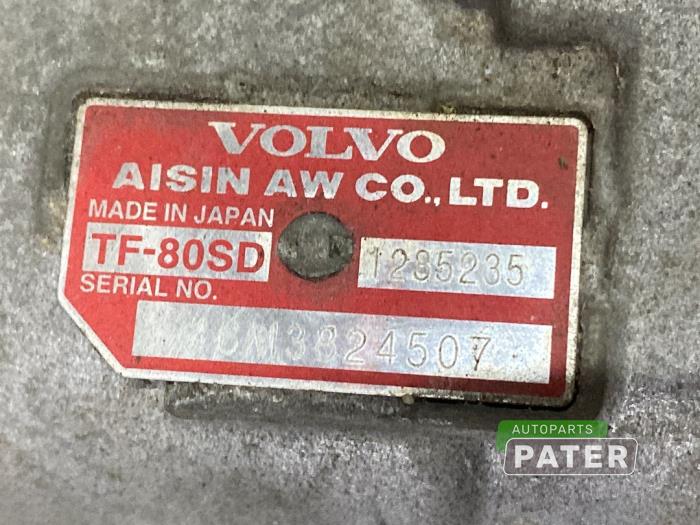 VOLVO
AISIN AW CO., LTD.
MADE IN JAPAN
TF-80SD
1285235
SERIAL NO.
AUTOPARTS
PATER